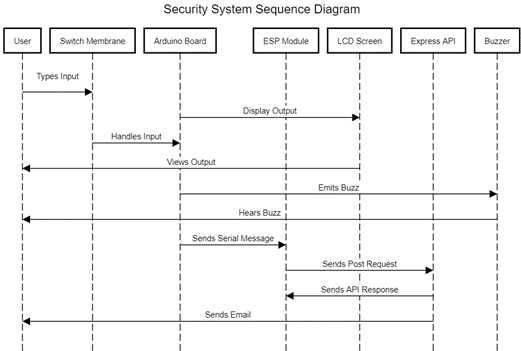 Security System Sequence Diagram
User Switch Membrane Arduino Board ESP Module LCD Screen Express API Buzzer
Types Input
Display Output
Handles Input
Views Output
Emits Buzz
Hears Buzz
Sends Serial Message
Sends Post Request
Sends API Response
Sends Email